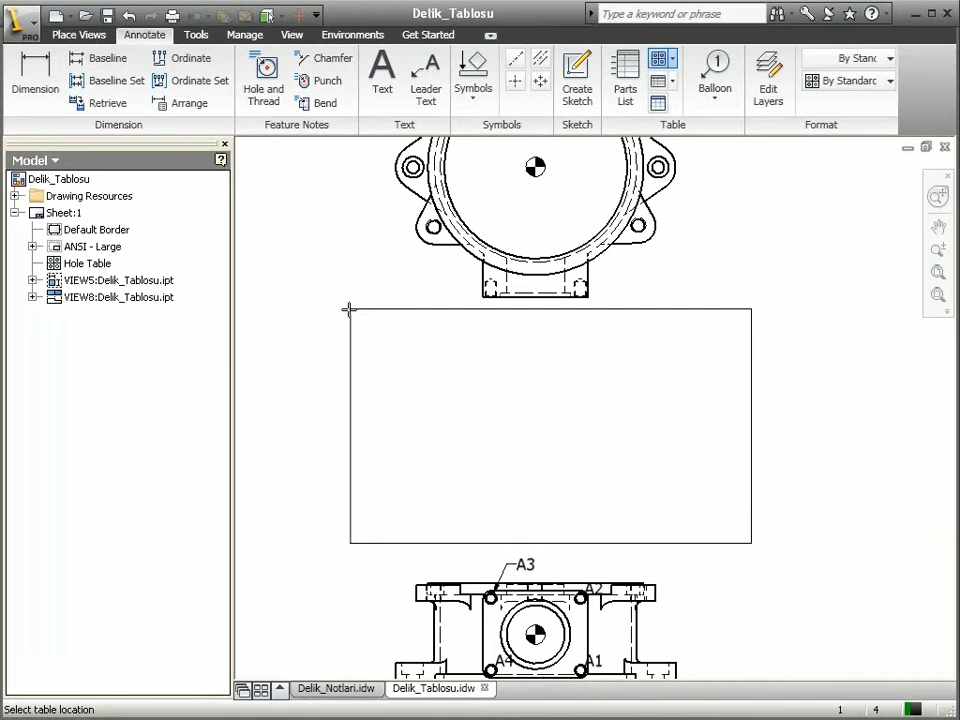 PRO
Delik_Tablosu
Type a keyword or phrase
Place Views Annotate Tools Manage View Environments Get Started
Dimension
Baseline
Baseline Set
Retrieve
Ordinate
Ordinate Set
Arrange
Dimension
Hole and Thread
Chamfer
Punch
Bend
Feature Notes
Text
Leader Text
Text
Symbols
Symbols
Create Sketch
Sketch
Parts List
Balloon
Table
Edit Layers
By Stanc
By Standarc
Format
Model
Delik_Tablosu
Drawing Resources
Sheet:1
Default Border
ANSI - Large
Hole Table
VIEW5:Delik_Tablosu.ipt
VIEW8:Delik_Tablosu.ipt
A3
A2
A4
A1
Delik_Notlari.idw Delik_Tablosu.idw
Select table location 1 4